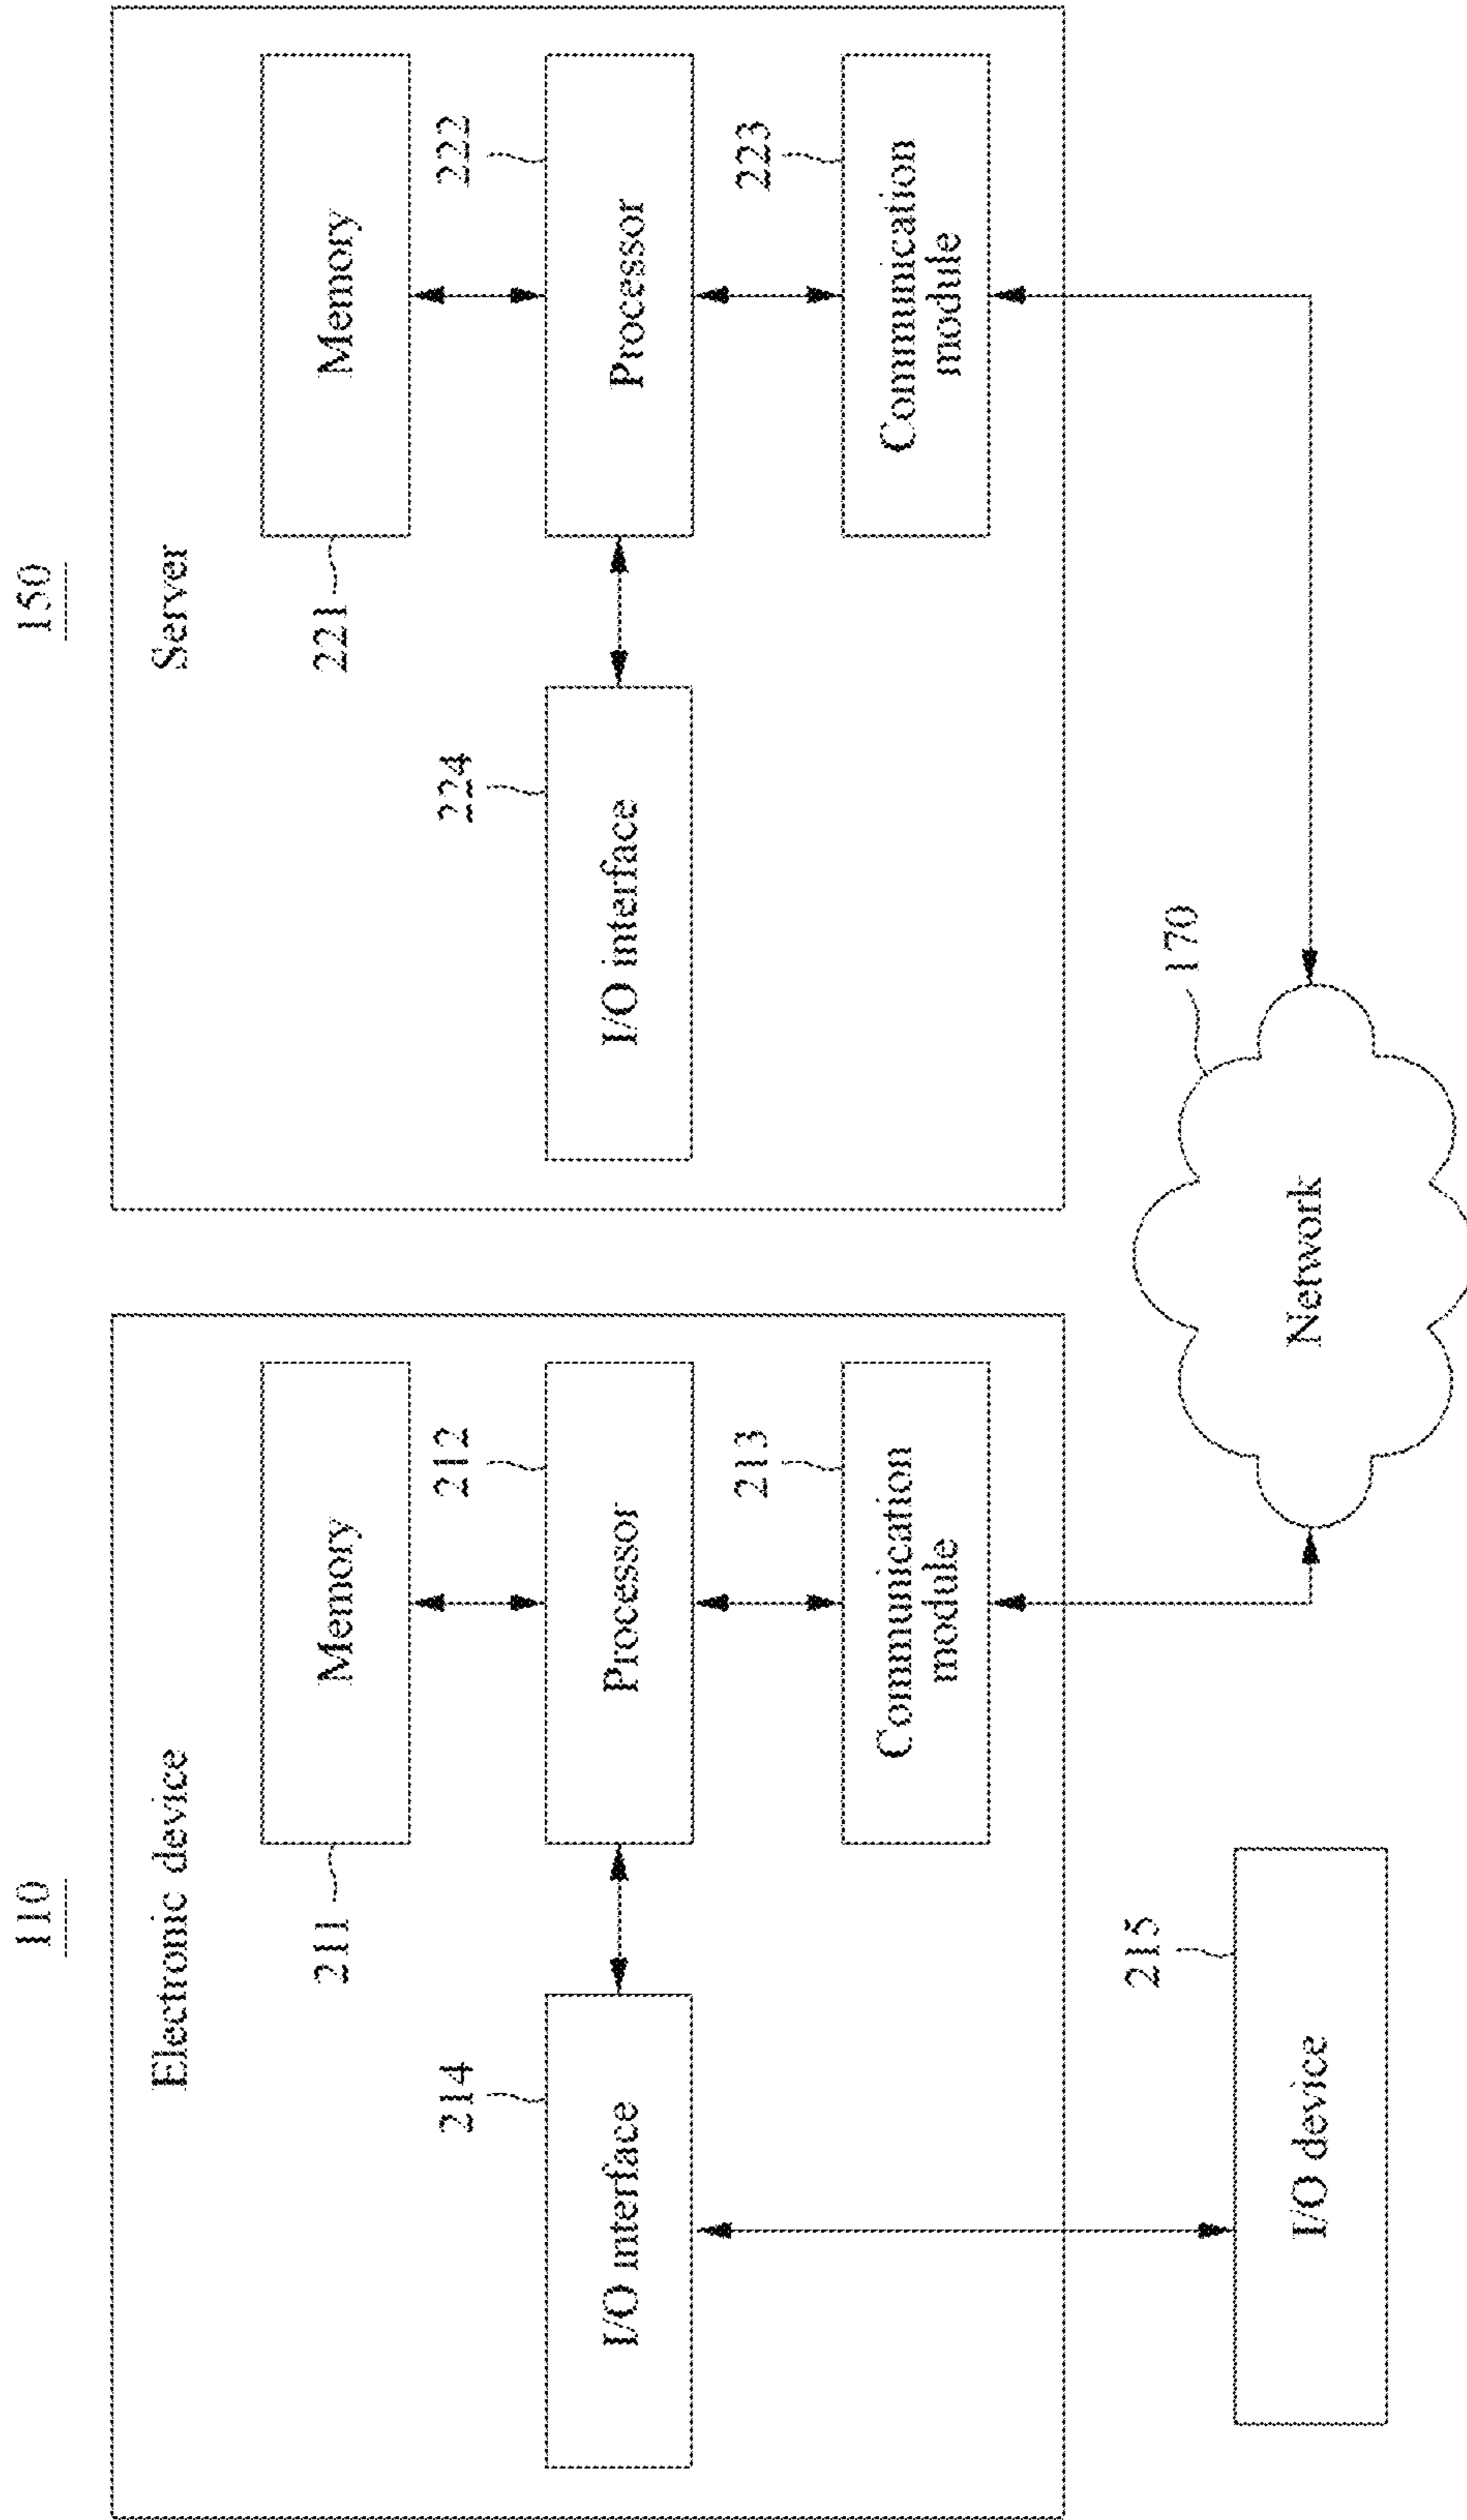 110
Electronic device
211
Memory
212
Processor
213
Communication
module
214
I/O interface
215
I/O device
150
Server
221
Memory
222
Processor
223
Communication
module
224
I/O interface
170
Network